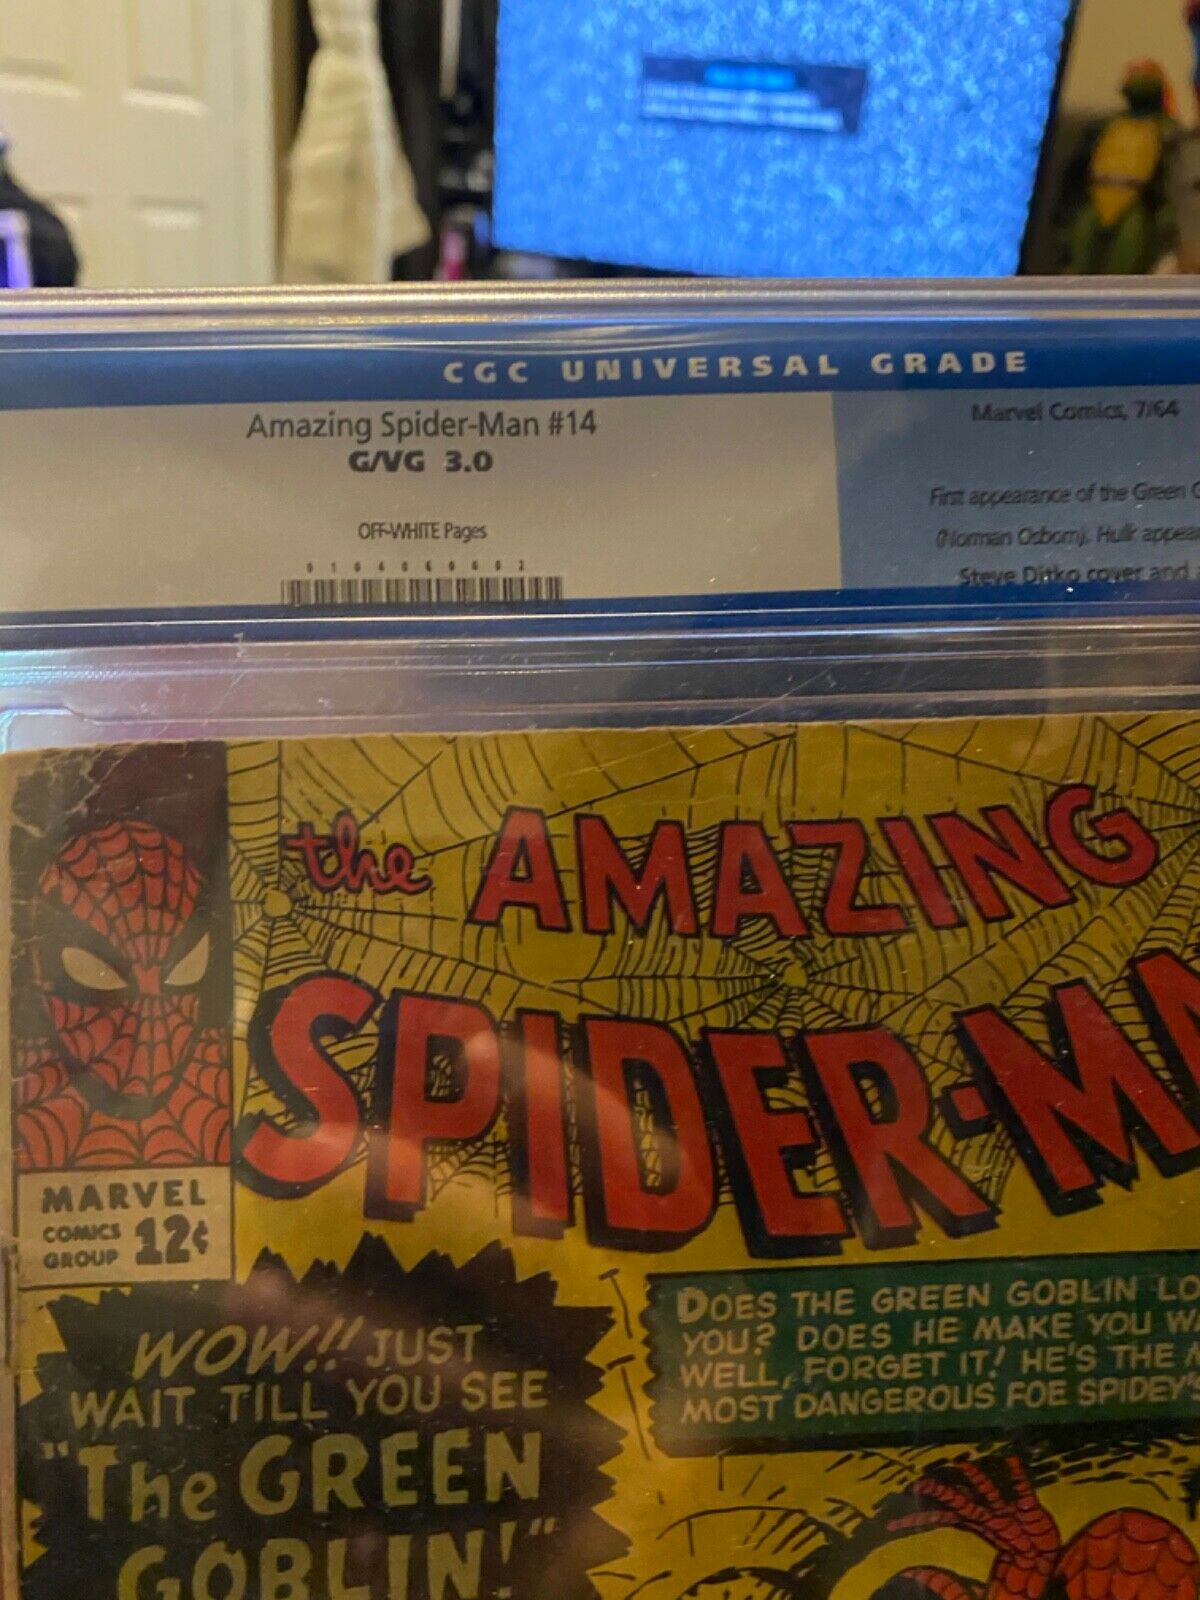 CGC UNIVERSAL GRADE
Amazing Spider-Man #14
G/VG 3.0
OFF-WHITE Pages
Marvel Comics, 7/64
First appearance of the Green G
(Norman Osborn). Hulk appea
Steve Ditko cover and a
the AMAZING
SPIDER-MA
MARVEL
COMICS
GROUP
12¢
WOW!! JUST
WAIT TILL YOU SEE
"The GREEN
GOBLIN!"
DOES THE GREEN GOBLIN LO
YOU? DOES HE MAKE YOU WA
WELL, FORGET IT! HE'S THE M
MOST DANGEROUS FOE SPIDEY'